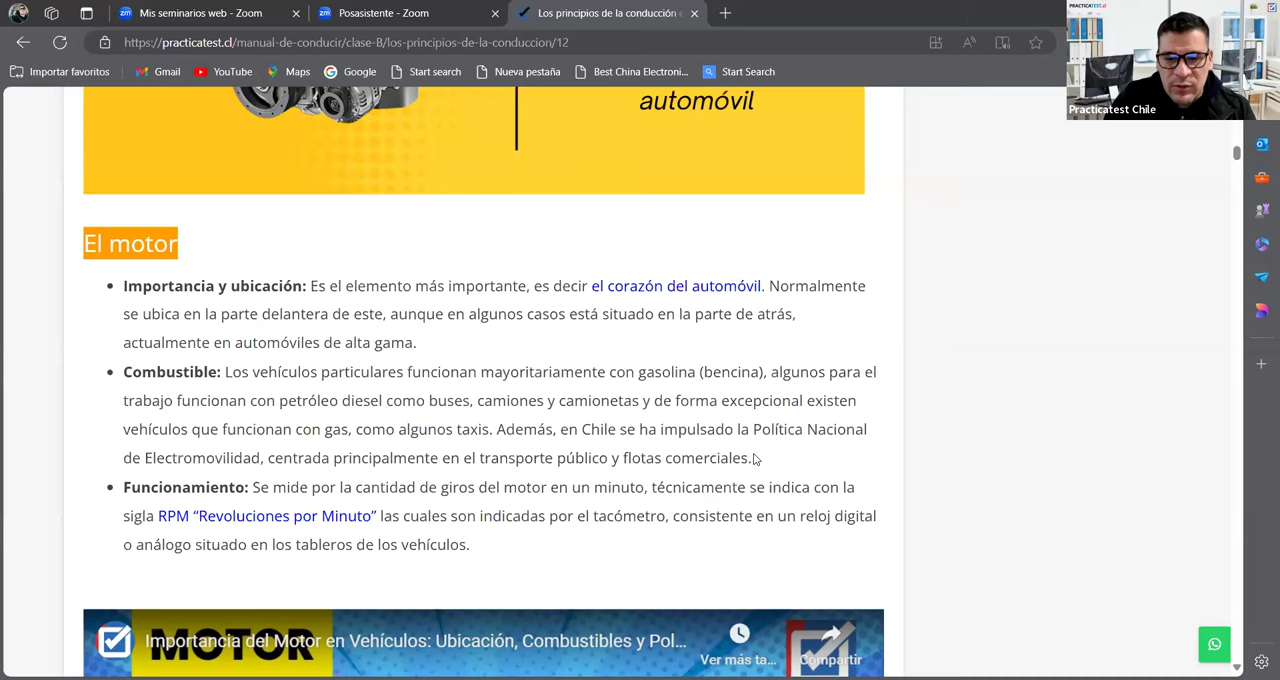 Mis seminarios web - Zoom
Posasistente - Zoom
Los principios de la conducción
https://practicatest.cl/manual-de-conducir/clase-B/los-principios-de-la-conduccion/12
Importar favoritos
Gmail
YouTube
Maps
Google
Start search
Nueva pestaña
Best China Electroni...
Start Search
PRACTICATEST.cl
Practicatest Chile
automóvil
El motor
Importancia y ubicación: Es el elemento más importante, es decir el corazón del automóvil. Normalmente
se ubica en la parte delantera de este, aunque en algunos casos está situado en la parte de atrás,
actualmente en automóviles de alta gama.
Combustible: Los vehículos particulares funcionan mayoritariamente con gasolina (bencina), algunos para el
trabajo funcionan con petróleo diesel como buses, camiones y camionetas y de forma excepcional existen
vehículos que funcionan con gas, como algunos taxis. Además, en Chile se ha impulsado la Política Nacional
de Electromovilidad, centrada principalmente en el transporte público y flotas comerciales.
Funcionamiento: Se mide por la cantidad de giros del motor en un minuto, técnicamente se indica con la
sigla RPM “Revoluciones por Minuto” las cuales son indicadas por el tacómetro, consistente en un reloj digital
o análogo situado en los tableros de los vehículos.
MOTOR
Importancia del Motor en Vehículos: Ubicación, Combustibles y Pol...
Ver más ta...
Compartir